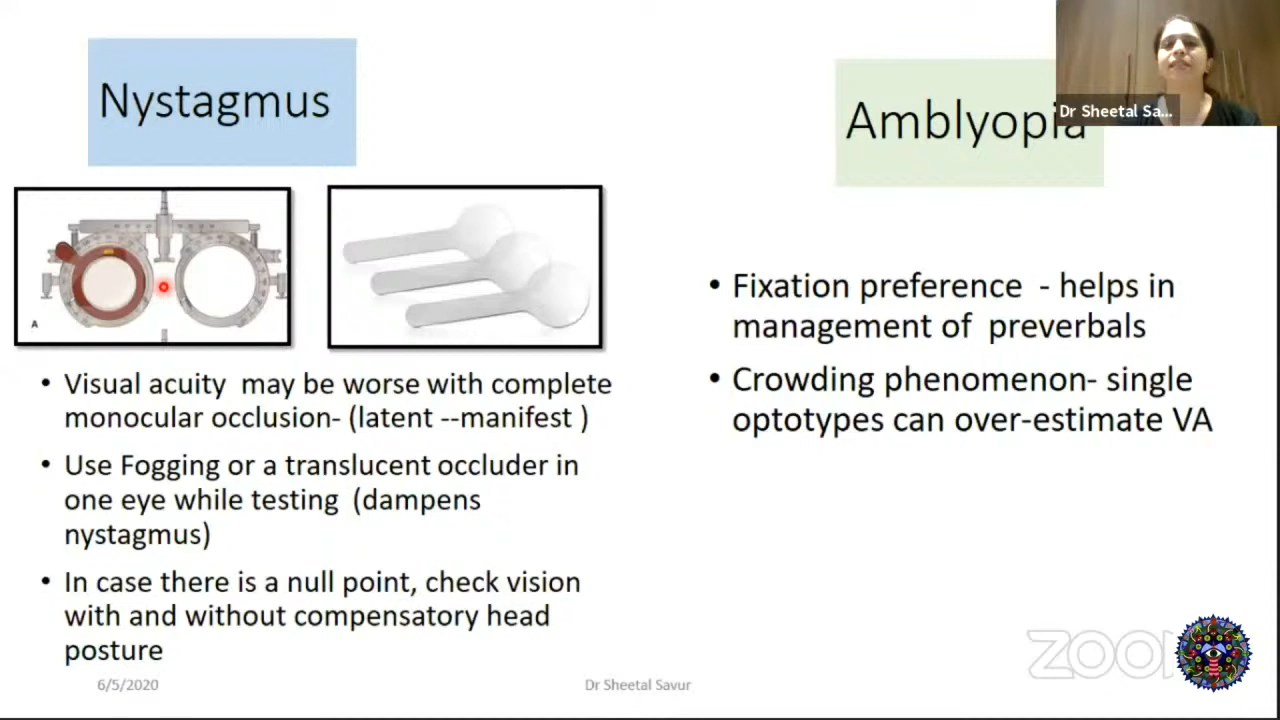 Nystagmus
Amblyopia
Dr Sheetal Sa...
A
• Visual acuity  may be worse with complete
monocular occlusion- (latent --manifest )
• Use Fogging or a translucent occluder in
one eye while testing  (dampens
nystagmus)
• In case there is a null point, check vision
with and without compensatory head
posture
• Fixation preference  - helps in
management of  preverbals
• Crowding phenomenon- single
optotypes can over-estimate VA
6/5/2020
Dr Sheetal Savur
ZOOM